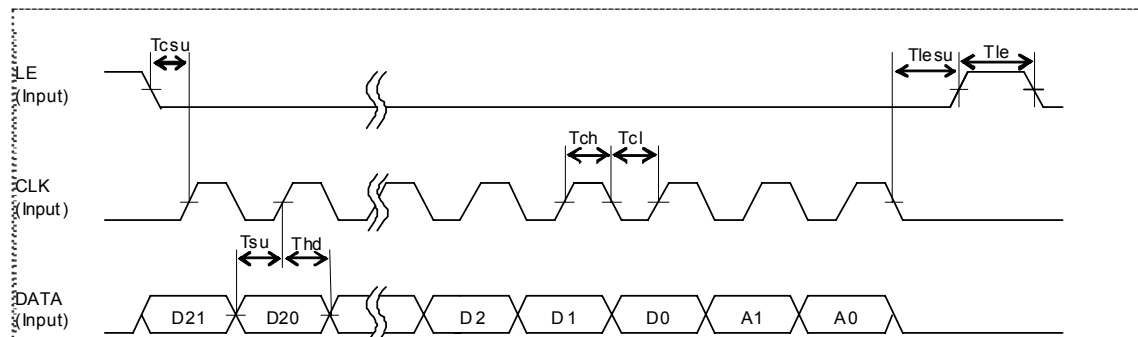 Tcsu
Tlesu
Tle
LE
(Input)
Tch
Tcl
CLK
(Input)
Tsu
Thd
DATA
(Input)
D21
D20
D2
D1
D0
A1
A0